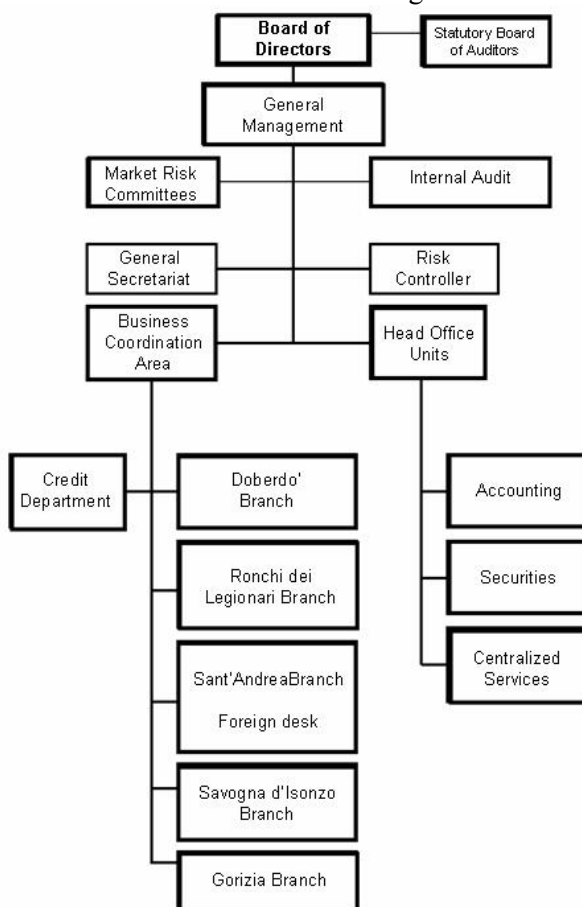 Board of
Directors
Statutory Board
of Auditors
General
Management
Market Risk
Committees
Internal Audit
General
Secretariat
Risk
Controller
Business
Coordination
Area
Head Office
Units
Credit
Department
Doberdo'
Branch
Accounting
Ronchi dei
Legionari Branch
Securities
Sant'AndreaBranch
Foreign desk
Centralized
Services
Savogna d'Isonzo
Branch
Gorizia Branch